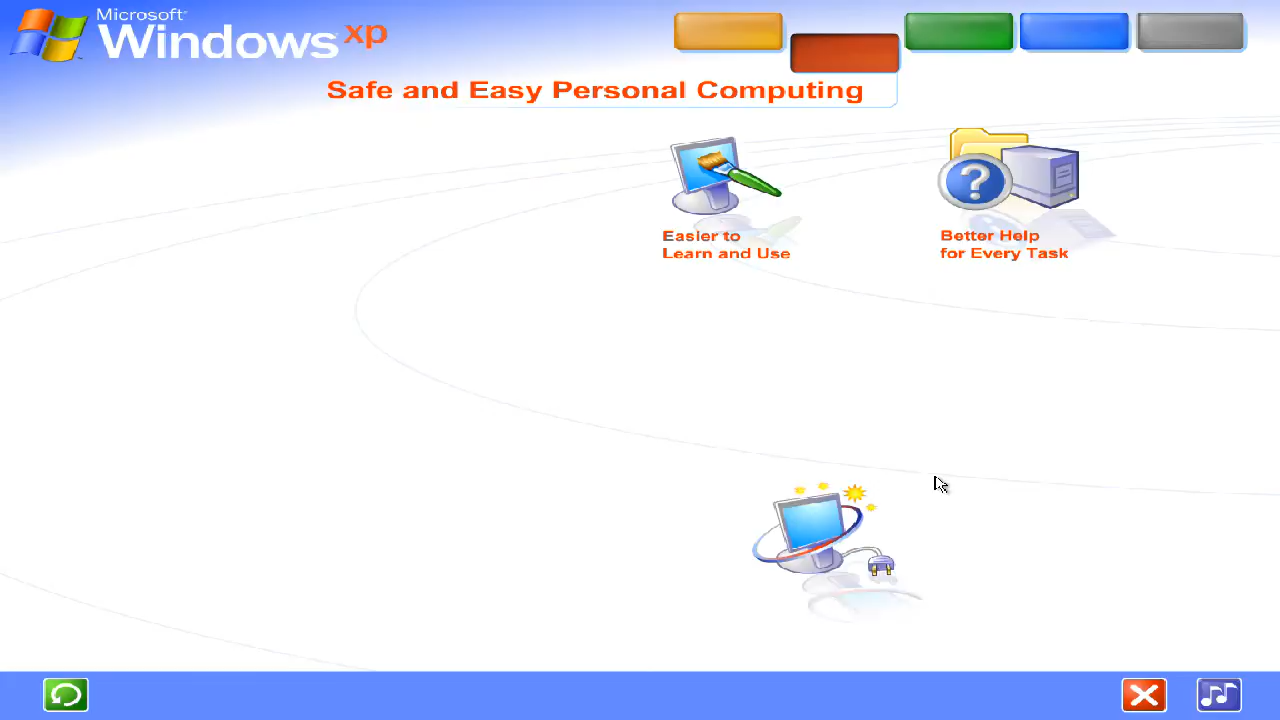 Microsoft®
Windows xp
Safe and Easy Personal Computing
Easier to
Learn and Use
Better Help
for Every Task